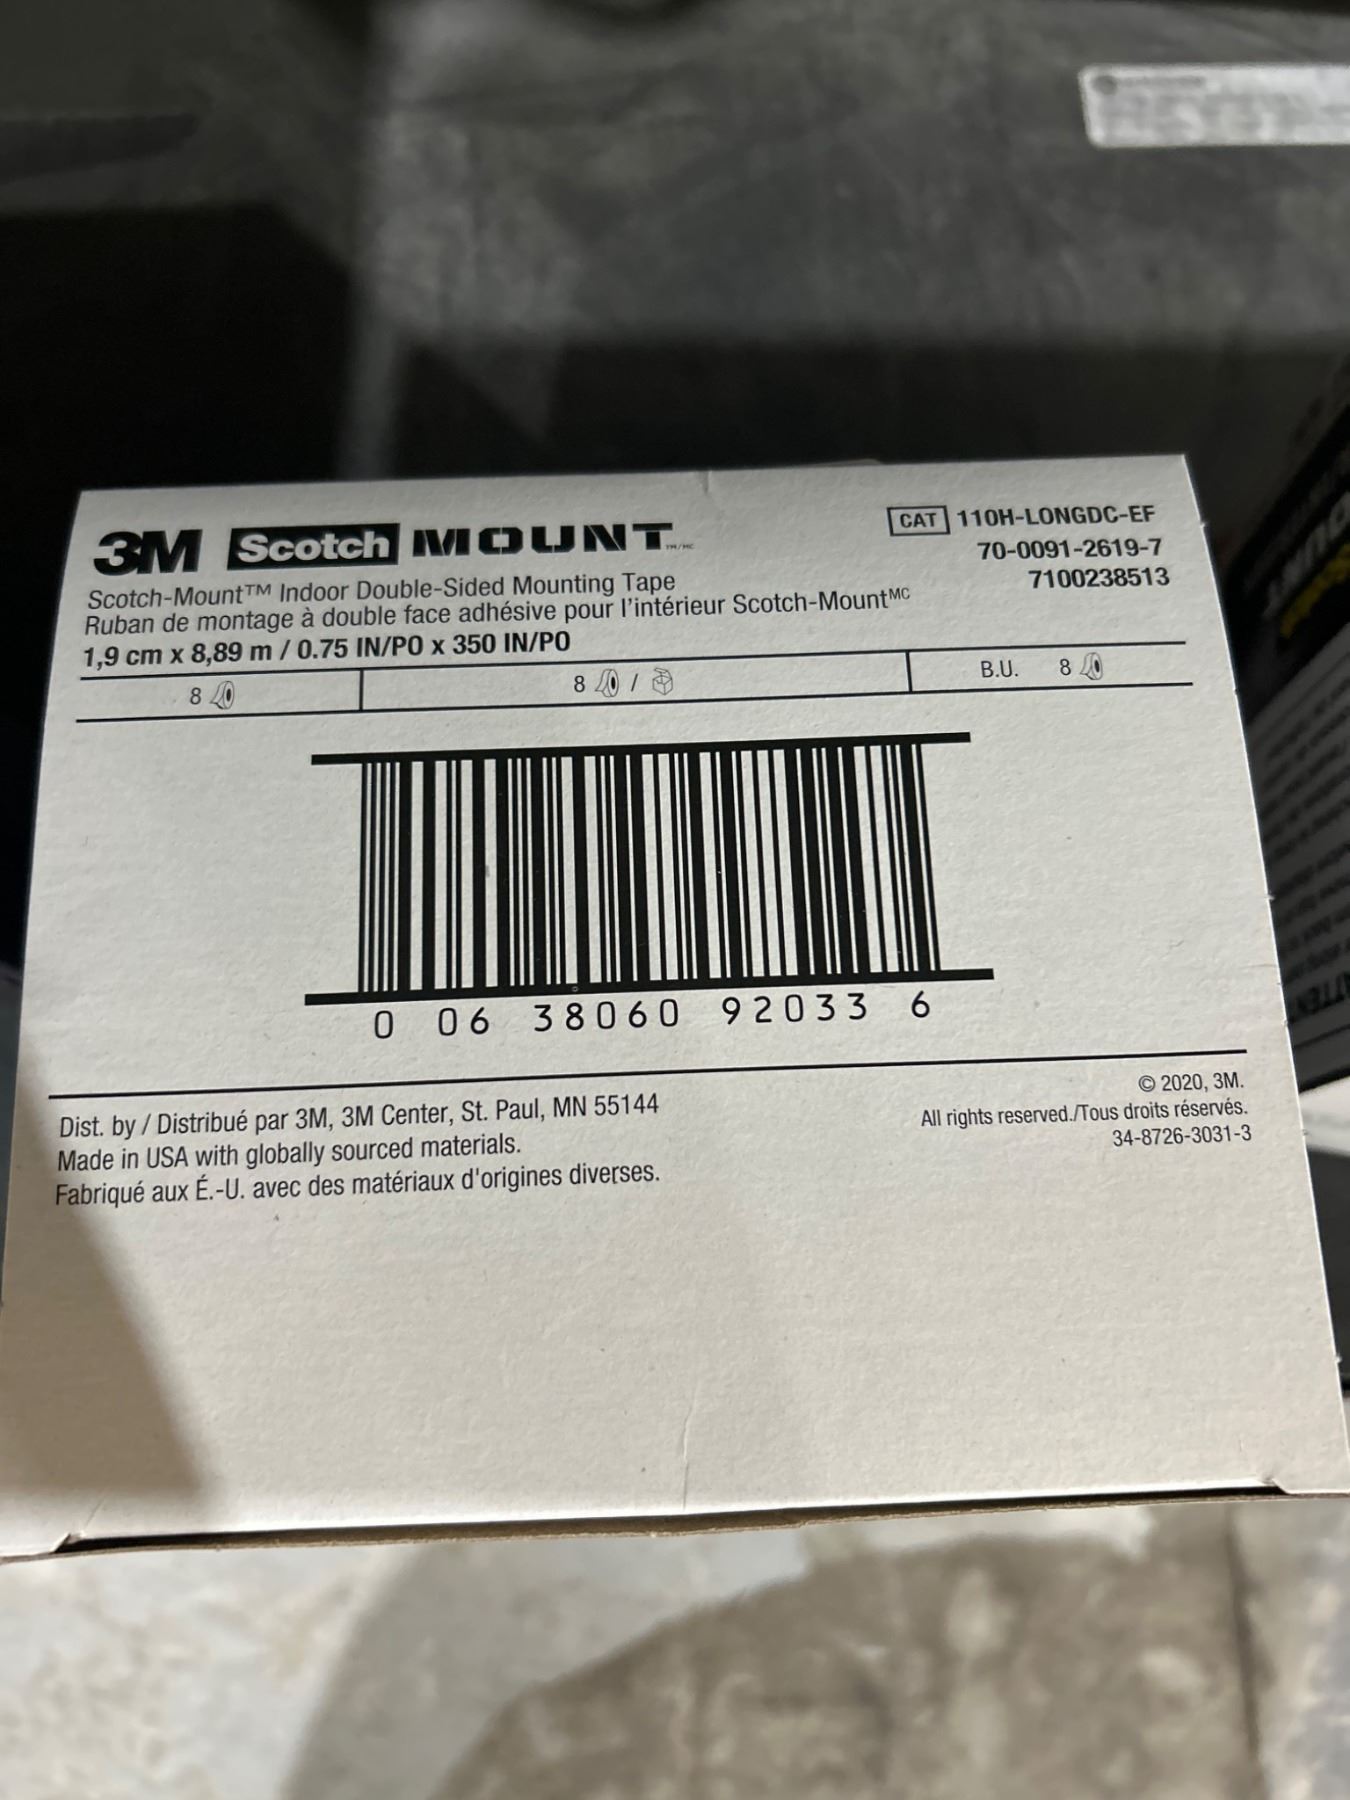 3M Scotch MOUNT TM/MC
CAT 110H-LONGDC-EF
70-0091-2619-7
7100238513
Scotch-Mount™ Indoor Double-Sided Mounting Tape
Ruban de montage à double face adhésive pour l'intérieur Scotch-MountMC
1,9 cm x 8,89 m / 0.75 IN/PO x 350 IN/PO
8
8 /
B.U. 8
0 06 38060 92033 6
Dist. by / Distribué par 3M, 3M Center, St. Paul, MN 55144
Made in USA with globally sourced materials.
Fabriqué aux É.-U. avec des matériaux d'origines diverses.
© 2020, 3M.
All rights reserved./Tous droits réservés.
34-8726-3031-3